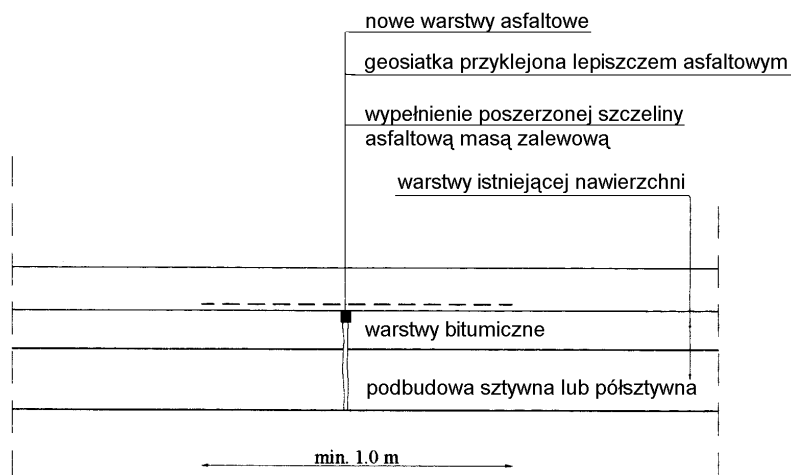 nowe warstwy asfaltowe
geosiatka przyklejona lepiszczem asfaltowym
wypełnienie poszerzonej szczeliny
asfaltową masą zalewową
warstwy istniejącej nawierzchni
warstwy bitumiczne
podbudowa sztywna lub półsztywna
min. 1.0 m